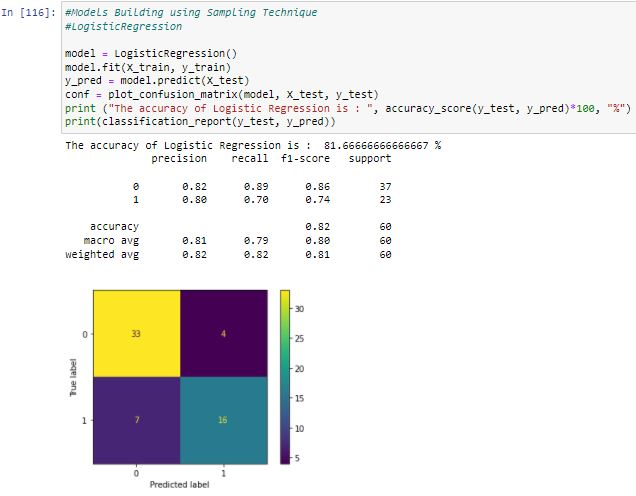 In [116]: #Models Building using Sampling Technique
#LogisticRegression
model = LogisticRegression()
model.fit(X_train, y_train)
y_pred = model.predict(X_test)
conf = plot_confusion_matrix(model, X_test, y_test)
print ("The accuracy of Logistic Regression is : ", accuracy_score(y_test, y_pred)*100, "%")
print(classification_report(y_test, y_pred))
The accuracy of Logistic Regression is :  81.66666666666667 %
precision recall f1-score support
0 0.82 0.89 0.86 37
1 0.80 0.70 0.74 23
accuracy 0.82 60
macro avg 0.81 0.79 0.80 60
weighted avg 0.82 0.82 0.81 60
30
0 33 4
25
20
True label
15
1 7 16
10
5
0 1
Predicted label